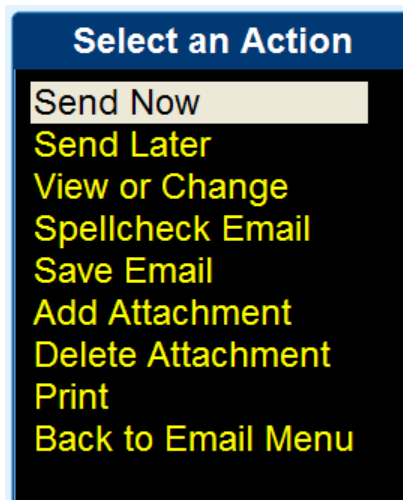 Select an Action
Send Now
Send Later
View or Change
Spellcheck Email
Save Email
Add Attachment
Delete Attachment
Print
Back to Email Menu